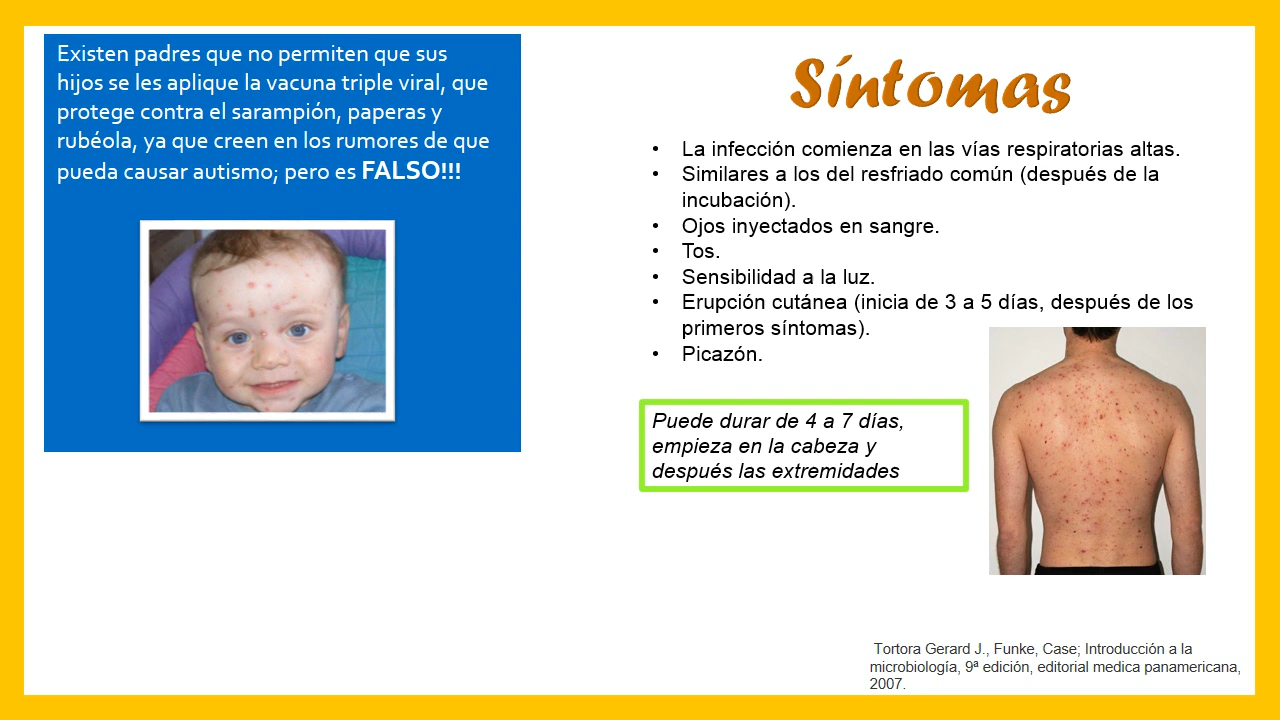 Existen padres que no permiten que sus
hijos se les aplique la vacuna triple viral, que
protege contra el sarampión, paperas y
rubéola, ya que creen en los rumores de que
pueda causar autismo; pero es FALSO!!!
Síntomas
• La infección comienza en las vías respiratorias altas.
• Similares a los del resfriado común (después de la
incubación).
• Ojos inyectados en sangre.
• Tos.
• Sensibilidad a la luz.
• Erupción cutánea (inicia de 3 a 5 días, después de los
primeros síntomas).
• Picazón.
Puede durar de 4 a 7 días,
empieza en la cabeza y
después las extremidades
Tortora Gerard J., Funke, Case; Introducción a la
microbiología, 9ª edición, editorial medica panamericana,
2007.